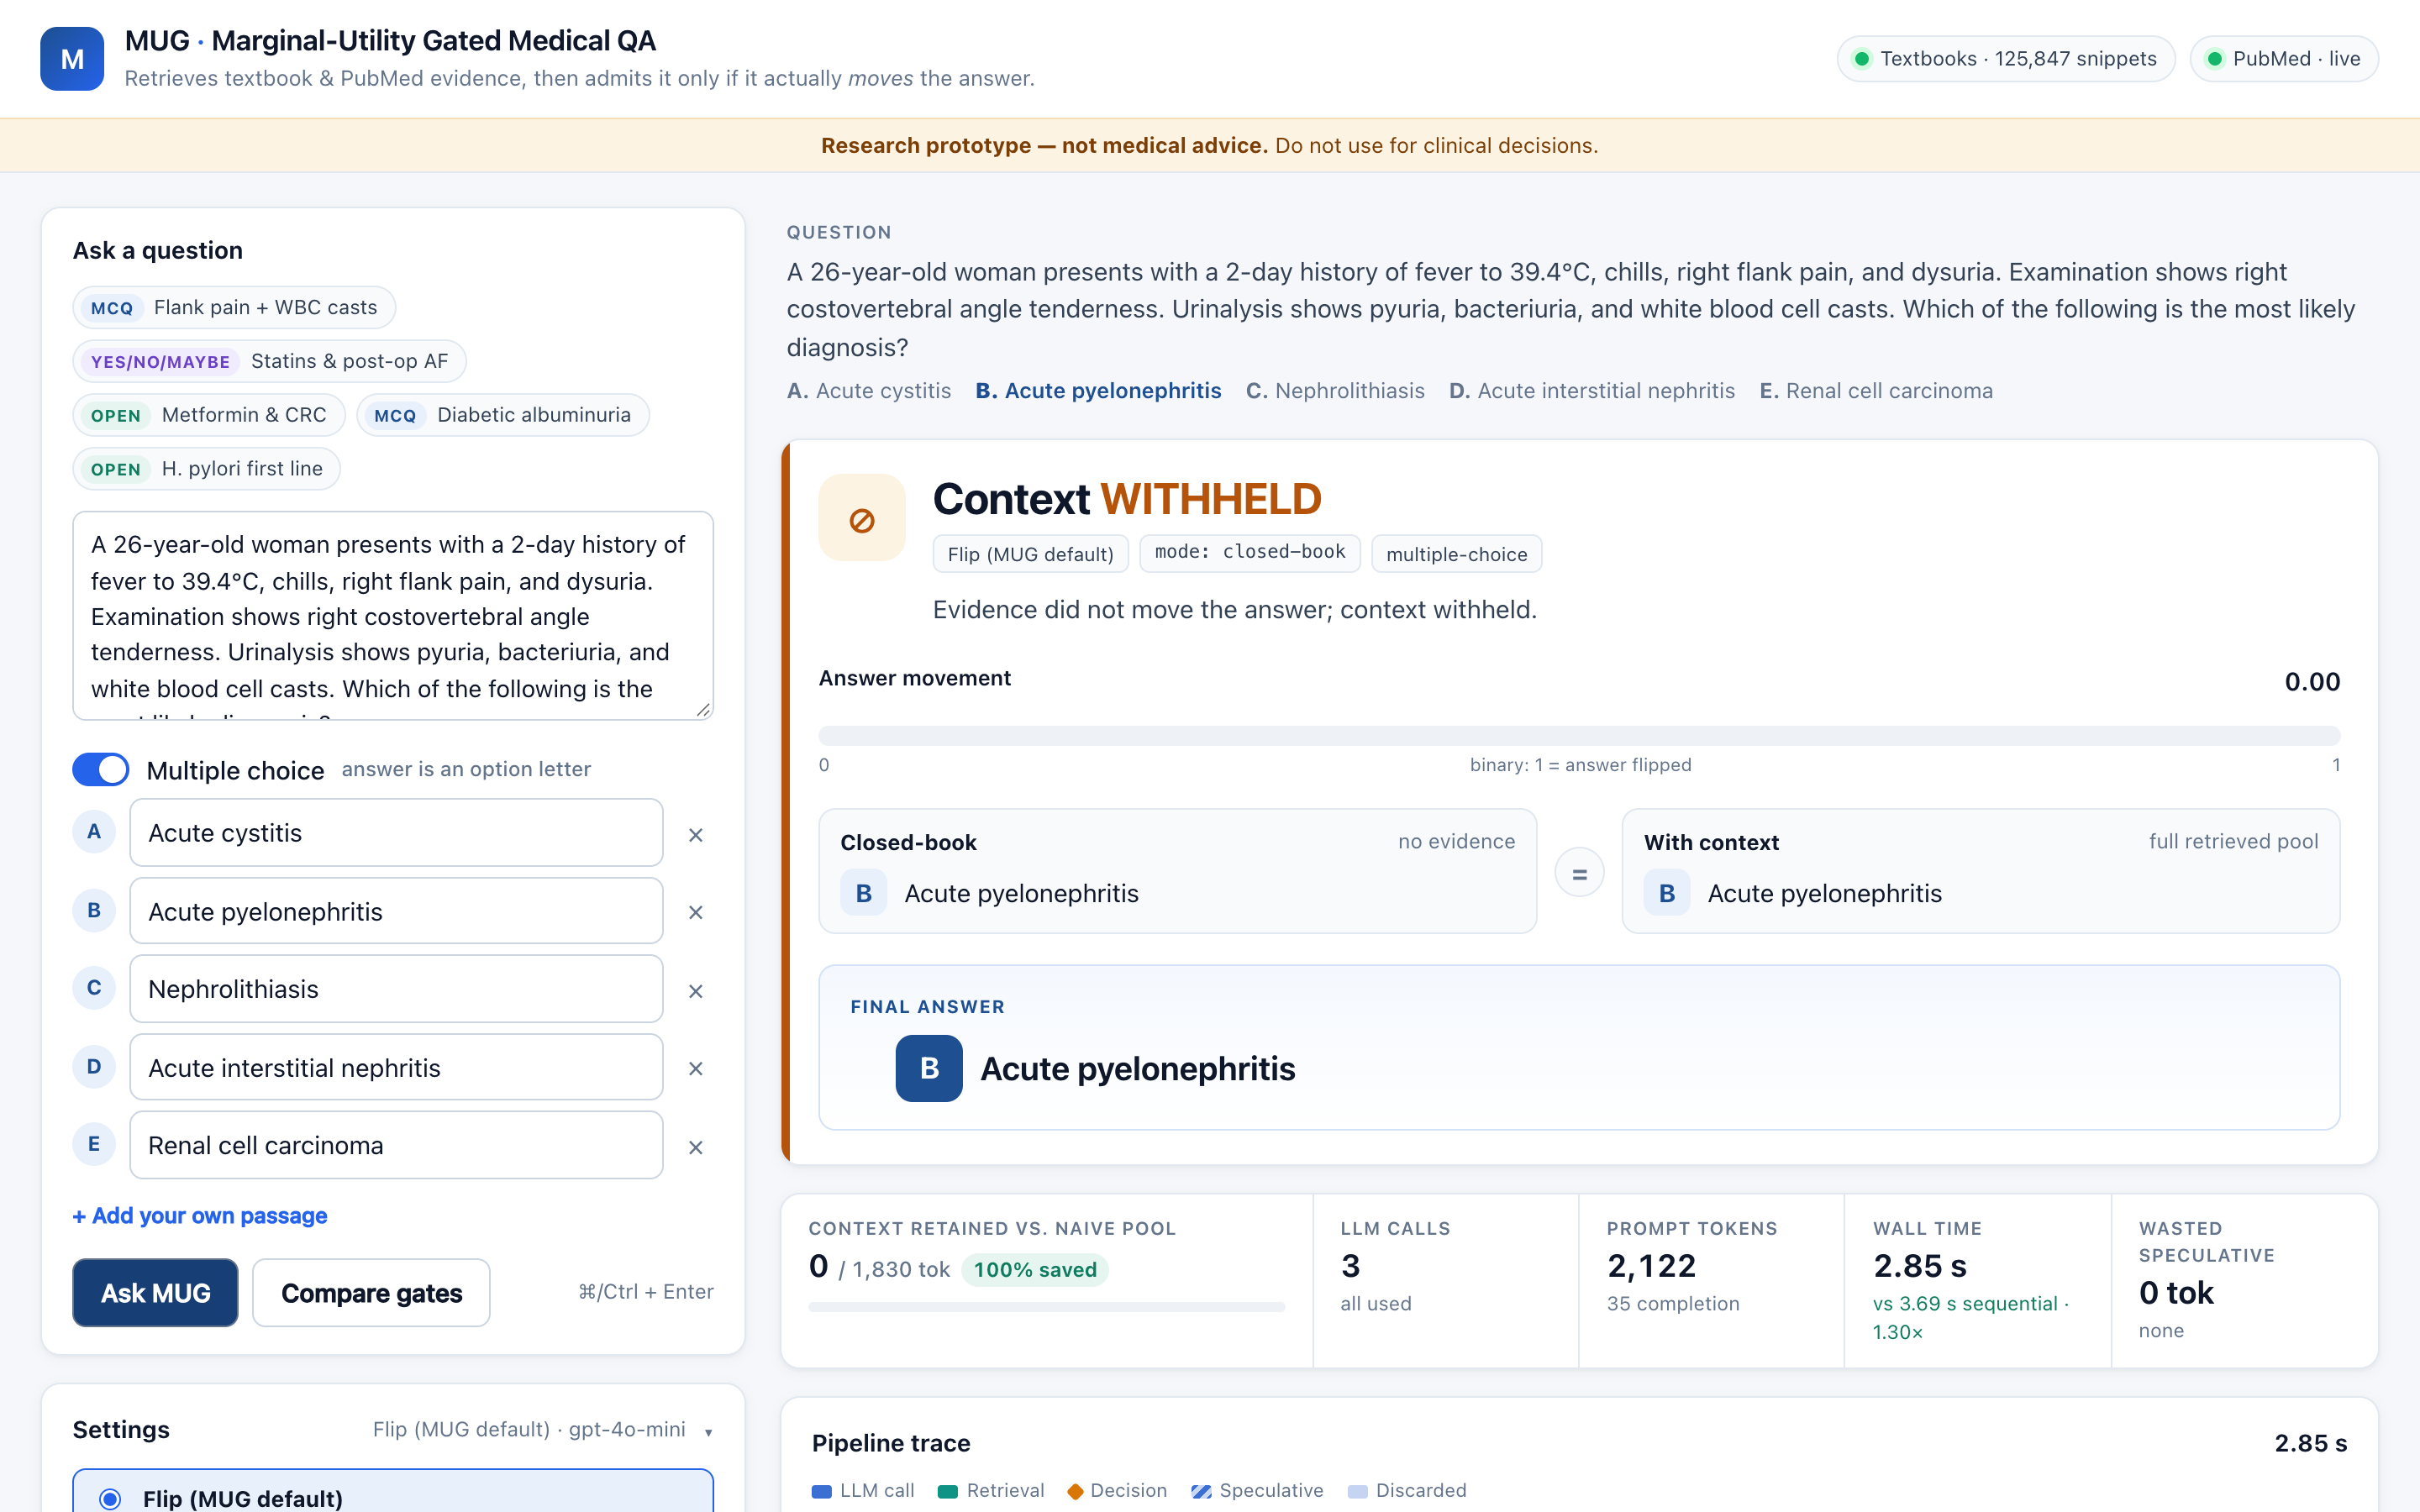 M
MUG · Marginal-Utility Gated Medical QA
Retrieves textbook & PubMed evidence, then admits it only if it actually moves the answer.
Textbooks · 125,847 snippets
PubMed · live
Research prototype — not medical advice. Do not use for clinical decisions.
Ask a question
MCQ Flank pain + WBC casts
YES/NO/MAYBE Statins & post-op AF
OPEN Metformin & CRC
MCQ Diabetic albuminuria
OPEN H. pylori first line
A 26-year-old woman presents with a 2-day history of
fever to 39.4°C, chills, right flank pain, and dysuria.
Examination shows right costovertebral angle
tenderness. Urinalysis shows pyuria, bacteriuria, and
white blood cell casts. Which of the following is the
Multiple choice answer is an option letter
A Acute cystitis ×
B Acute pyelonephritis ×
C Nephrolithiasis ×
D Acute interstitial nephritis ×
E Renal cell carcinoma ×
+ Add your own passage
Ask MUG
Compare gates
⌘/Ctrl + Enter
Settings
Flip (MUG default) · gpt-4o-mini ▾
Flip (MUG default)
QUESTION
A 26-year-old woman presents with a 2-day history of fever to 39.4°C, chills, right flank pain, and dysuria. Examination shows right
costovertebral angle tenderness. Urinalysis shows pyuria, bacteriuria, and white blood cell casts. Which of the following is the most likely
diagnosis?
A. Acute cystitis B. Acute pyelonephritis C. Nephrolithiasis D. Acute interstitial nephritis E. Renal cell carcinoma
Context WITHHELD
Flip (MUG default)
mode: closed-book
multiple-choice
Evidence did not move the answer; context withheld.
Answer movement
0.00
0
binary: 1 = answer flipped
1
Closed-book
no evidence
B Acute pyelonephritis
=
With context
full retrieved pool
B Acute pyelonephritis
FINAL ANSWER
B Acute pyelonephritis
CONTEXT RETAINED VS. NAIVE POOL
0 / 1,830 tok 100% saved
LLM CALLS
3
all used
PROMPT TOKENS
2,122
35 completion
WALL TIME
2.85 s
vs 3.69 s sequential ·
1.30×
WASTED
SPECULATIVE
0 tok
none
Pipeline trace
2.85 s
LLM call
Retrieval
Decision
Speculative
Discarded